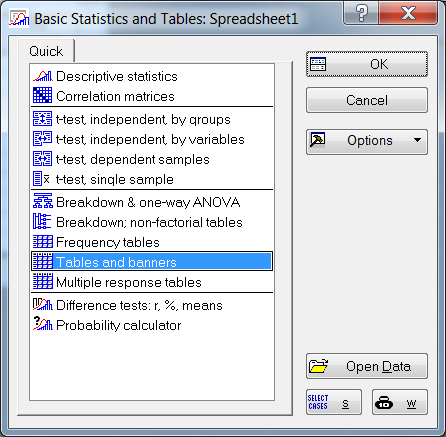 Basic Statistics and Tables: Spreadsheet1
?
Quick
Descriptive statistics
Correlation matrices
t-test, independent, by groups
t-test, independent, by variables
t-test, dependent samples
t-test, single sample
Breakdown & one-way ANOVA
Breakdown; non-factorial tables
Frequency tables
Tables and banners
Multiple response tables
Difference tests: r, %, means
Probability calculator
OK
Cancel
Options
Open Data
SELECT
CASES
S
W